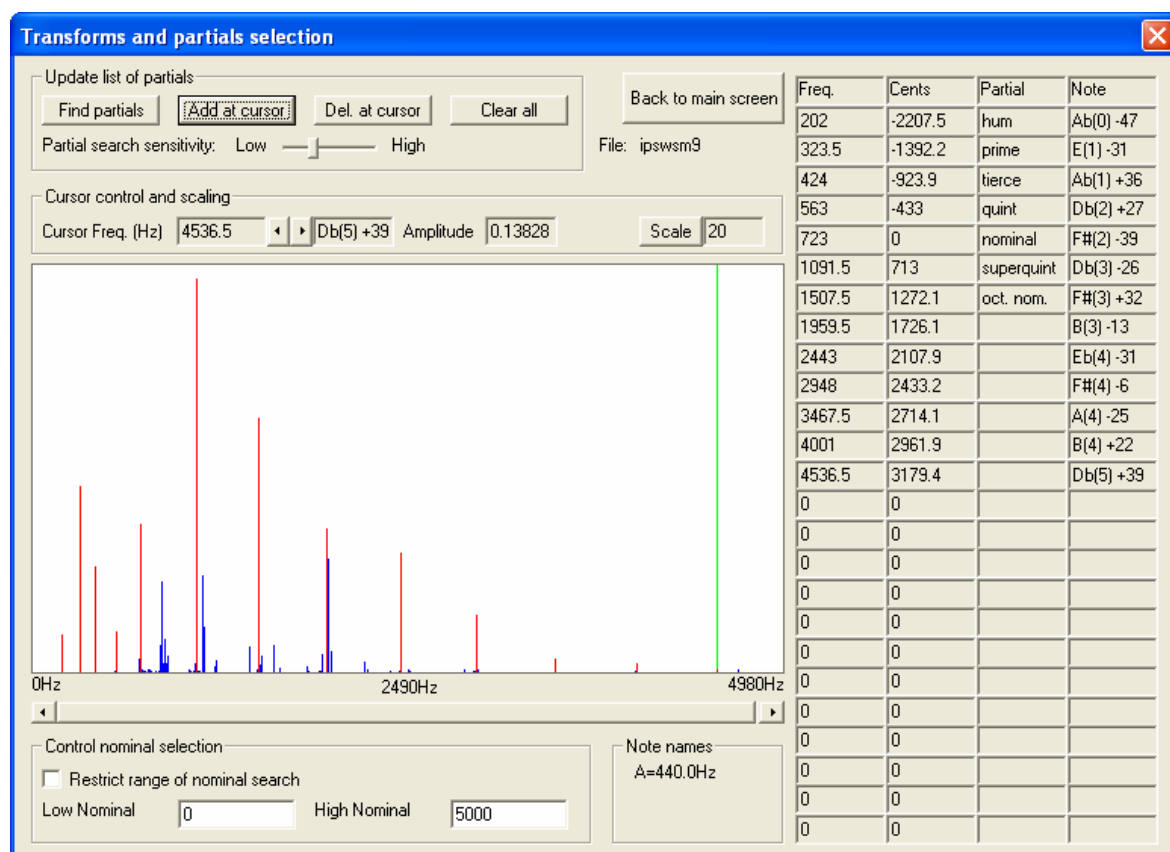 Transforms and partials selection
Update list of partials
Find partials Add at cursor Del. at cursor Clear all
Partial search sensitivity: Low High
Back to main screen
File: ipswsm9
Cursor control and scaling
Cursor Freq. (Hz) 4536.5 Db(5) +39 Amplitude 0.13828 Scale 20
0Hz 2490Hz 4980Hz
Control nominal selection
Restrict range of nominal search
Low Nominal 0 High Nominal 5000
Note names
A=440.0Hz
Freq. Cents Partial Note
202 -2207.5 hum Ab(0) -47
323.5 -1392.2 prime E(1) -31
424 -923.9 tierce Ab(1) +36
563 -433 quint Db(2) +27
723 0 nominal F#(2) -39
1091.5 713 superquint Db(3) -26
1507.5 1272.1 oct. nom. F#(3) +32
1959.5 1726.1 B(3) -13
2443 2107.9 Eb(4) -31
2948 2433.2 F#(4) -6
3467.5 2714.1 A(4) -25
4001 2961.9 B(4) +22
4536.5 3179.4 Db(5) +39
0 0
0 0
0 0
0 0
0 0
0 0
0 0
0 0
0 0
0 0
0 0
0 0